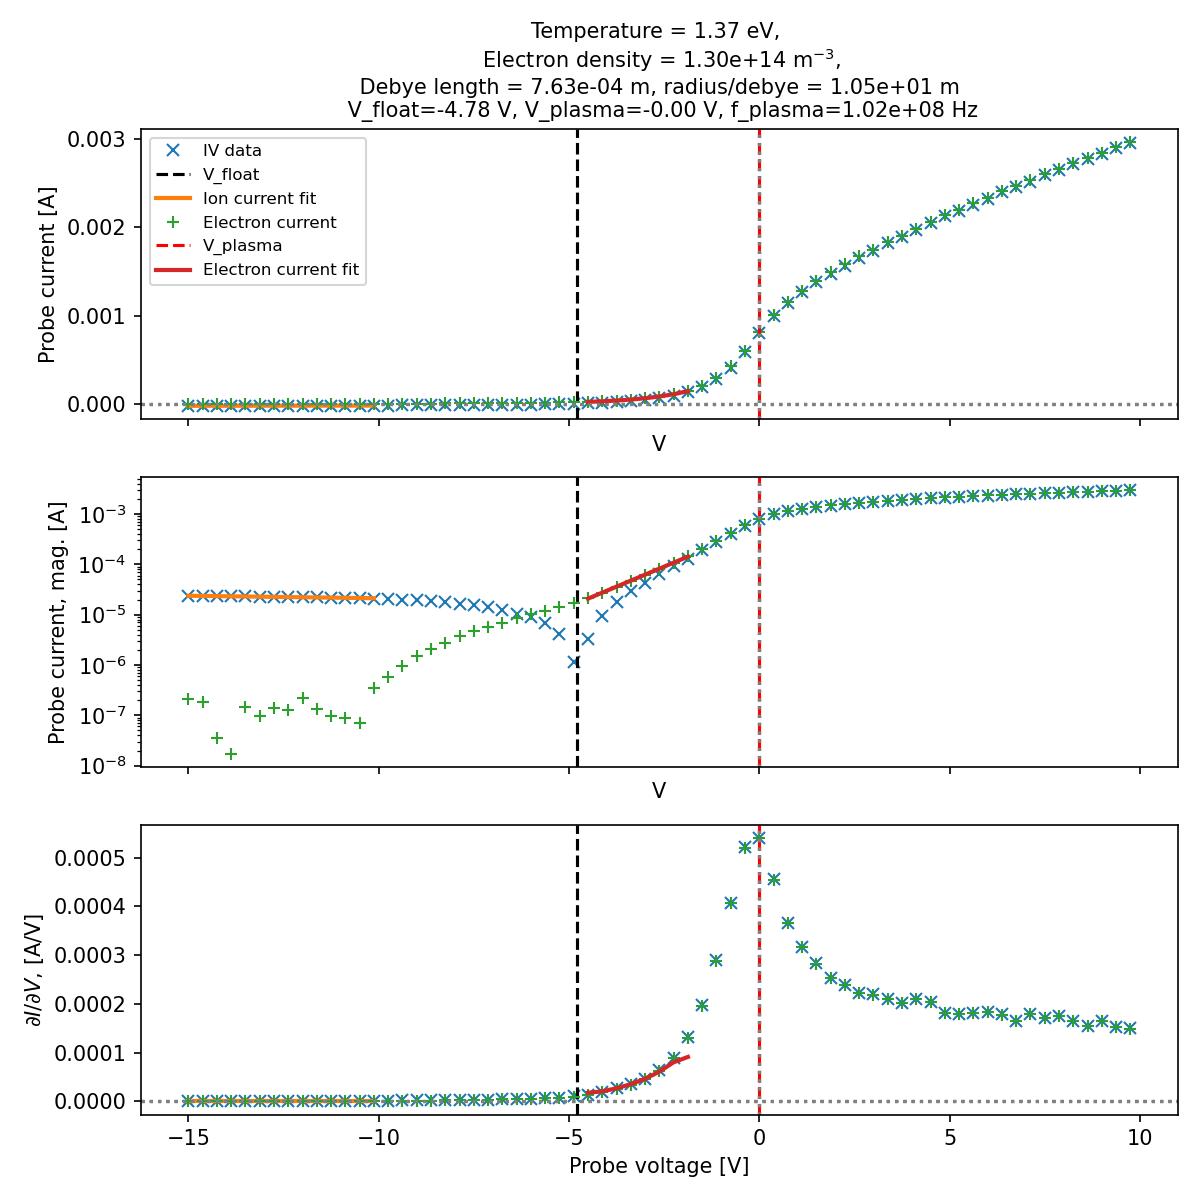 Temperature = 1.37 eV,
Electron density = 1.30e+14 m⁻³,
Debye length = 7.63e-04 m, radius/debye = 1.05e+01 m
V_float=-4.78 V, V_plasma=-0.00 V, f_plasma=1.02e+08 Hz
Probe current [A]
0.003
0.002
0.001
0.000
IV data
V_float
Ion current fit
Electron current
V_plasma
Electron current fit
V
Probe current, mag. [A]
10⁻³
10⁻⁴
10⁻⁵
10⁻⁶
10⁻⁷
10⁻⁸
V
∂I/∂V, [A/V]
0.0005
0.0004
0.0003
0.0002
0.0001
0.0000
−15 −10 −5 0 5 10
Probe voltage [V]